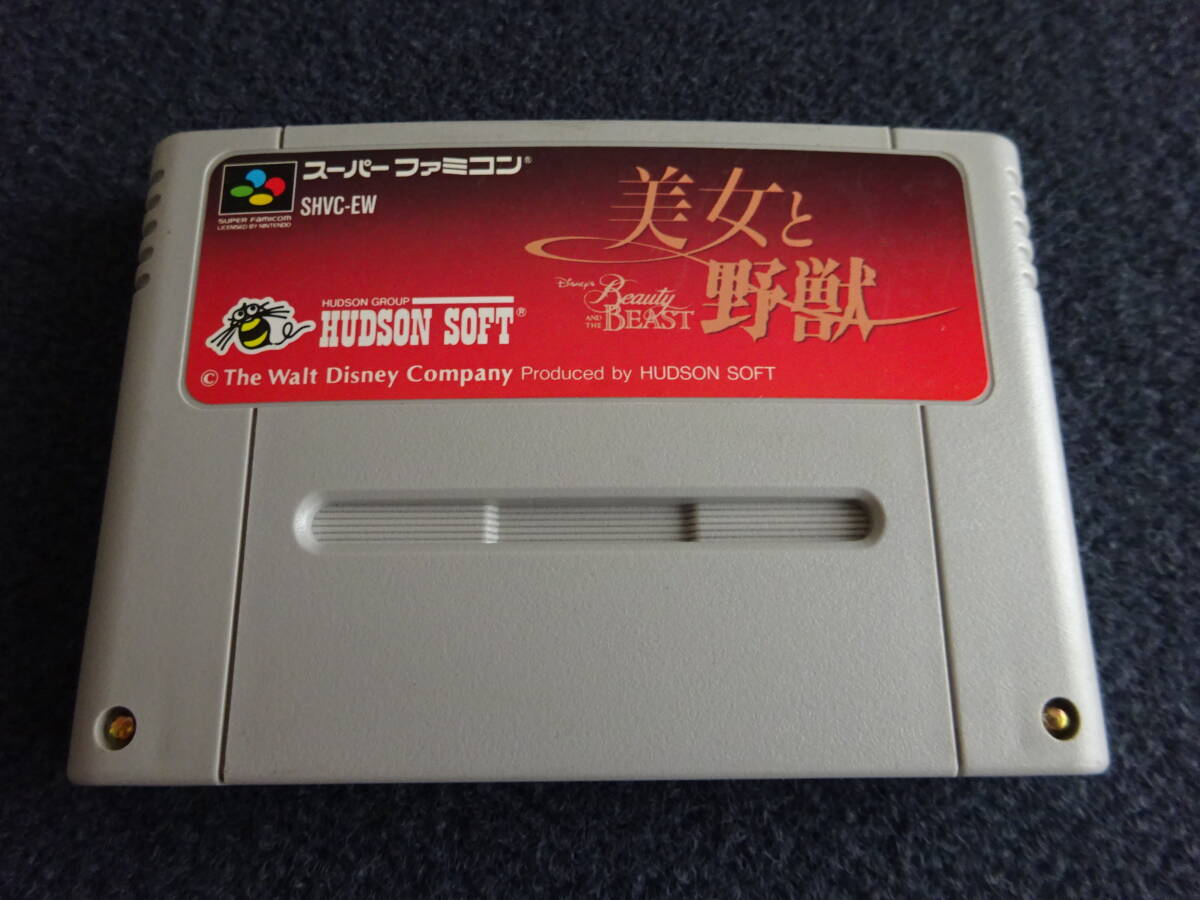 スーパーファミコン®
SHVC-EW
SUPER FAMICOM
LICENSED BY NINTENDO
美女と
野獣
Disney's
Beauty
AND THE BEAST
HUDSON GROUP
HUDSON SOFT®
© The Walt Disney Company Produced by HUDSON SOFT